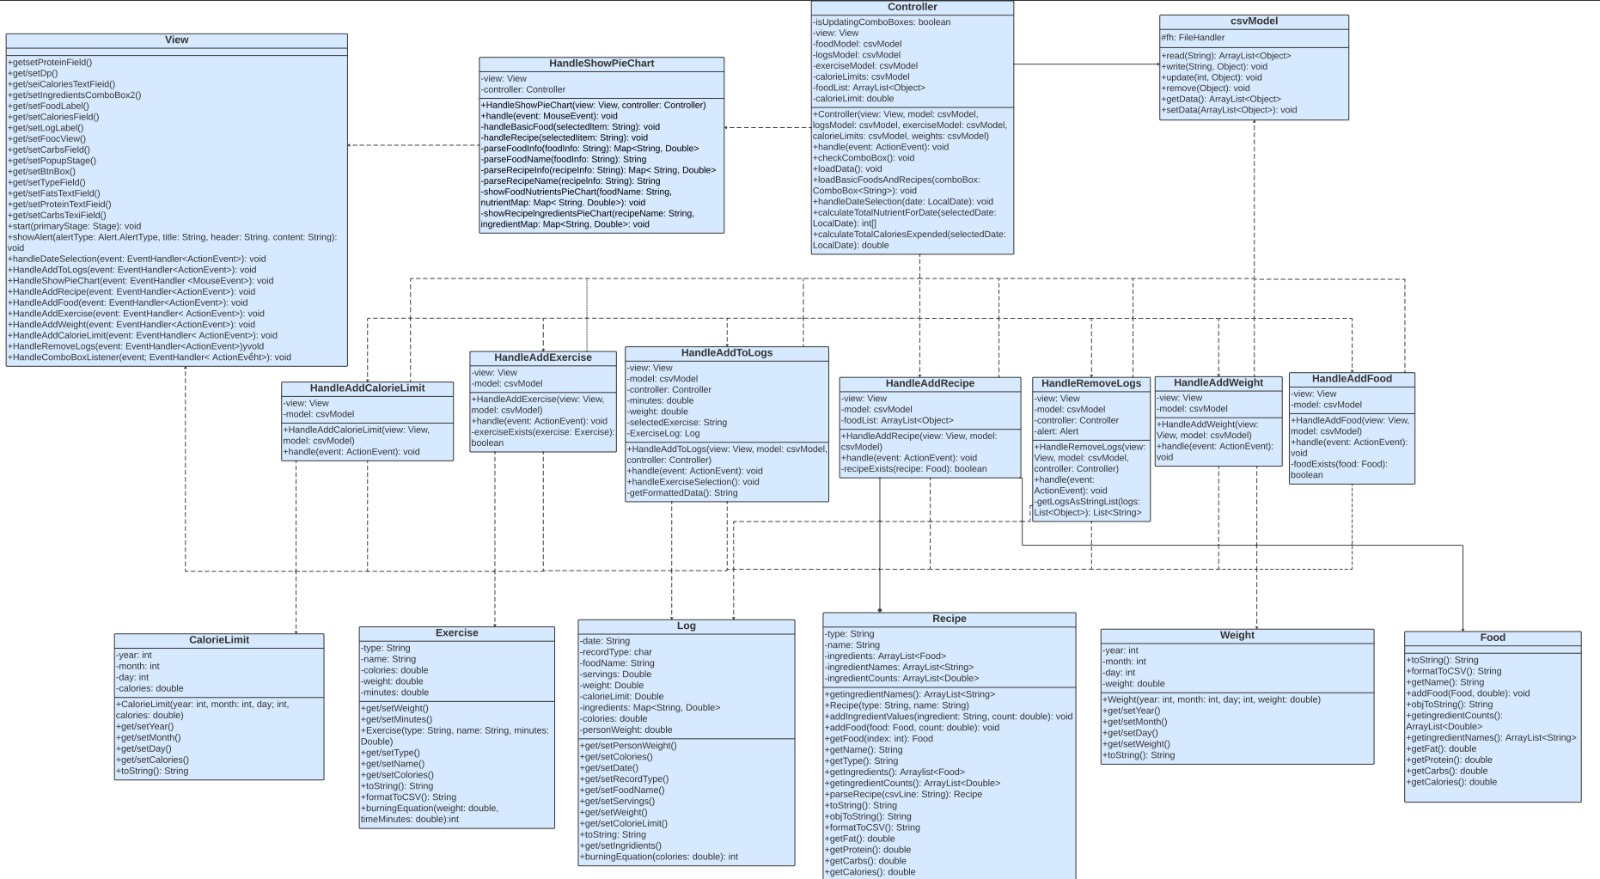 View
+getsetProteinField()
+get/setDp()
+get/seiCaloriesTextFieid()
+get/setIngredientsComboBox2()
+get/setFoodLabel()
+get/setCaloriesField()
+get/setLogLabel()
+get/setFoocView()
+get/setCarbsField()
+get/setPopupStage()
+get/setBtnBox()
+get/setTypeField()
+get/setFatsTextField()
+get/setProteinTextFieid()
+get/setCarbsTexiField()
+start(primaryStage: Stage): void
+showAlert(alertType: Alert.AlertType, title: String, header: String. content: String):
void
+handleDateSelection(event: EventHandler<ActionEvent>): void
+HandleAddToLogs(event: EventHandler<ActionEvent>): void
+HandleShowPieChart(event: EventHandler <MouseEvent>): void
+HandleAddRecipe(event: EventHandler<ActionEvent>): void
+HandleAddFood(event: EventHandler<ActionEvent>): void
+HandleAddExercise(event: EventHandler< ActionEvent>): void
+HandleAddWeight(event: EventHandler<ActionEvent>): void
+HandleAddCalorieLimit(event: EventHandler< ActionEvent>): void
+HandleRemoveLogs(event: EventHandler<ActionEvent>)yvoid
+HandleComboBoxListener(event; EventHandler< ActionEvent>): void
HandleShowPieChart
-view: View
-controller: Controller
+HandleShowPieChart(view: View, controller: Controller)
+handle(event: MouseEvent): void
-handleBasicFood(selectedItem: String): void
-handleRecipe(selectedIitem: String): void
-parseFoodInfo(foodInfo: String): Map<String, Double>
-parseFoodName(foodInfo: String): String
-parseRecipeInfo(recipeInfo: String): Map< String, Double>
-parseRecipeName(recipeInfo: String): String
-showFoodNutrientsPieChart(foodName: String,
nutrientMap: Map< String. Double>): void
-showRecipeIngredientsPieChart(recipeName: String,
ingredientMap: Map<String, Double>: void
Controller
-isUpdatingComboBoxes: boolean
-view: View
-foodModel: csvModel
-logsModel: csvModel
-exerciseModel: csvModel
-calorieLimits: csvModel
-foodList: ArrayList<Object>
-calorieLimit: double
+Controller(view: View, model: csvModel,
logsModel: csvModel, exerciseModel: csvModel,
calorieLimits: csvModel, weights: csvModel)
+handle(event: ActionEvent): void
+checkComboBox(): void
+loadData(): void
+loadBasicFoodsAndRecipes(comboBox:
ComboBox<String>): void
+handleDateSelection(date: LocalDate): void
+calculateTotalNutrientForDate(selectedDate:
LocalDate): int[]
+calculateTotalCaloriesExpended(selectedDate:
LocalDate): double
csvModel
#fh: FileHandler
+read(String): ArrayList<Object>
+write(String, Object): void
+update(int, Object): void
+remove(Object): void
+getData(): ArrayList<Object>
+setData(ArrayList<Object>): void
HandleAddCalorieLimit
-view: View
-model: csvModel
+HandleAddCalorieLimit(view: View,
model: csvModel)
+handle(event: ActionEvent): void
HandleAddExercise
-view: View
-model: csvModel
+HandleAddExercise(view: View,
model: csvModel)
+handle(event: ActionEvent): void
-exerciseExists(exercise: Exercise):
boolean
HandleAddToLogs
-view: View
-model: csvModel
-controller: Controller
-minutes: double
-weight: double
-selectedExercise: String
-ExerciseLog: Log
+HandleAddToLogs(view: View, model: csvModel,
controller: Controller)
+handle(event: ActionEvent): void
+handleExerciseSelection(): void
-getFormattedData(): String
HandleAddRecipe
-view: View
-model: csvModel
-foodList: ArrayList<Object>
+HandleAddRecipe(view: View, model:
csvModel)
+handle(event: ActionEvent): void
-recipeExists(recipe: Food): boolean
HandleRemoveLogs
-view: View
-model: csvModel
-controller: Controller
-alert: Alert
+HandleRemoveLogs(view:
View, model: csvModel,
controller: Controller)
+handle(event:
ActionEvent): void
-getLogsAsStringList(logs:
List<Object>): List<String>
HandleAddWeight
-view: View
-model: csvModel
+HandleAddWeight(view:
View, model: csvModel)
+handle(event: ActionEvent):
void
HandleAddFood
-view: View
-model: csvModel
+HandleAddFood(view: View,
model: csvModel)
+handle(event: ActionEvent):
void
-foodExists(food: Food);
boolean
CalorieLimit
-year: int
-month: int
-day: int
-calories: double
+CalorieLimit(year: int, month: int, day; int,
calories: double)
+get/setYear()
+get/setMonth()
+get/setDay()
+get/setCalories()
+toString(): String
Exercise
-type: String
-name: String
-colories: double
-weight: double
-minutes: double
+get/setWeight()
+get/setMinutes()
+Exercise(type: String, name: String, minutes:
Double)
+get/setType()
+get/setName()
+get/setColories()
+toString(): String
+formatToCSV(): String
+burningEquation(weight: double,
timeMinutes: double):int
Log
-date: String
-recordType: char
-foodName: String
-servings: Double
-weight: Double
-calorieLimit: Double
-ingredients: Map<String, Double>
-colories: double
-personWeight: double
+get/setPersonWeight()
+get/setColories()
+get/setDate()
+get/setRecordType()
+get/setFoodName()
+get/setServings()
+get/setWeight()
+get/setColorieLimit()
+toString: String
+get/setIngridients()
+burningEquation(colories: double): int
Recipe
-type: String
-name: String
-ingredients: ArrayList<Food>
-ingredientNames: ArrayList<String>
-ingredientCounts: ArrayList<Double>
+getingredientNames(): ArrayList<String>
+Recipe(type: String, name: String)
+addIngredientValues(ingredient: String, count: double): void
+addFood(food: Food, count: double): void
+getFood(index: int): Food
+getName(): String
+getType(): String
+getIngredients(): Arraylist<Food>
+getingredientCounts(): ArrayList<Double>
+parseRecipe(csvLine: String): Recipe
+toString(): String
+objToString(): String
+formatToCSV(): String
+getFat(): double
+getProtein(): double
+getCarbs(): double
+getCalories(): double
Weight
-year: int
-month: int
-day: int
-weight: double
+Weight(year: int, month: int, day; int, weight: double)
+get/setYear()
+get/setMonth()
+get/setDay()
+get/setWeight()
+toString(): String
Food
+toString(): String
+formatToCSV(): String
+getName(): String
+addFood(Food, double): void
+objToString(): String
+getingredientCounts():
ArrayList<Double>
+getingredientNames(): ArrayList<String>
+getFat(): double
+getProtein(): double
+getCarbs(): double
+getCalories(): double